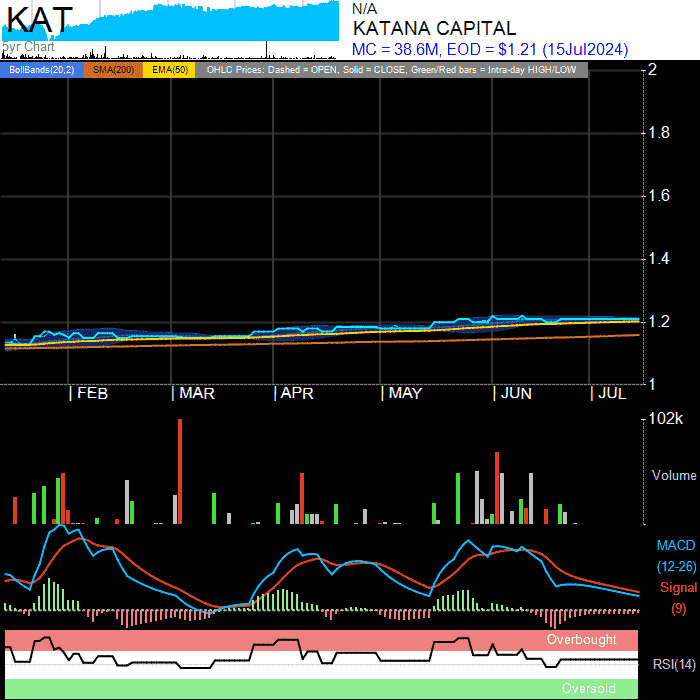 KAT
5yr Chart
N/A
KATANA CAPITAL
MC = 38.6M, EOD = $1.21 (15Jul2024)
BollBands(20,2) SMA(200) EMA(50) OHLC Prices: Dashed = OPEN, Solid = CLOSE, Green/Red bars = Intra-day HIGH/LOW
2
1.8
1.6
1.4
1.2
1
FEB MAR APR MAY JUN JUL
102k
Volume
MACD
(12-26)
Signal
(9)
Overbought
RSI(14)
Oversold